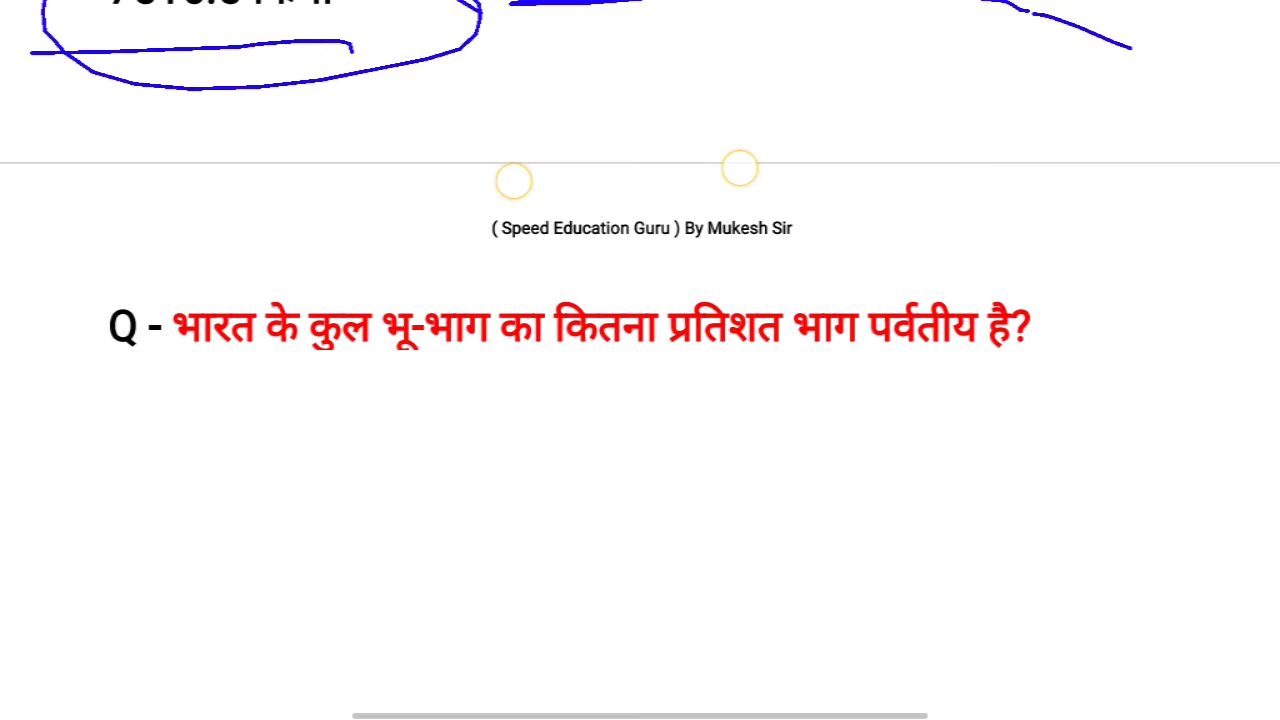 ( Speed Education Guru ) By Mukesh Sir
Q - भारत के कुल भू-भाग का कितना प्रतिशत भाग पर्वतीय है?